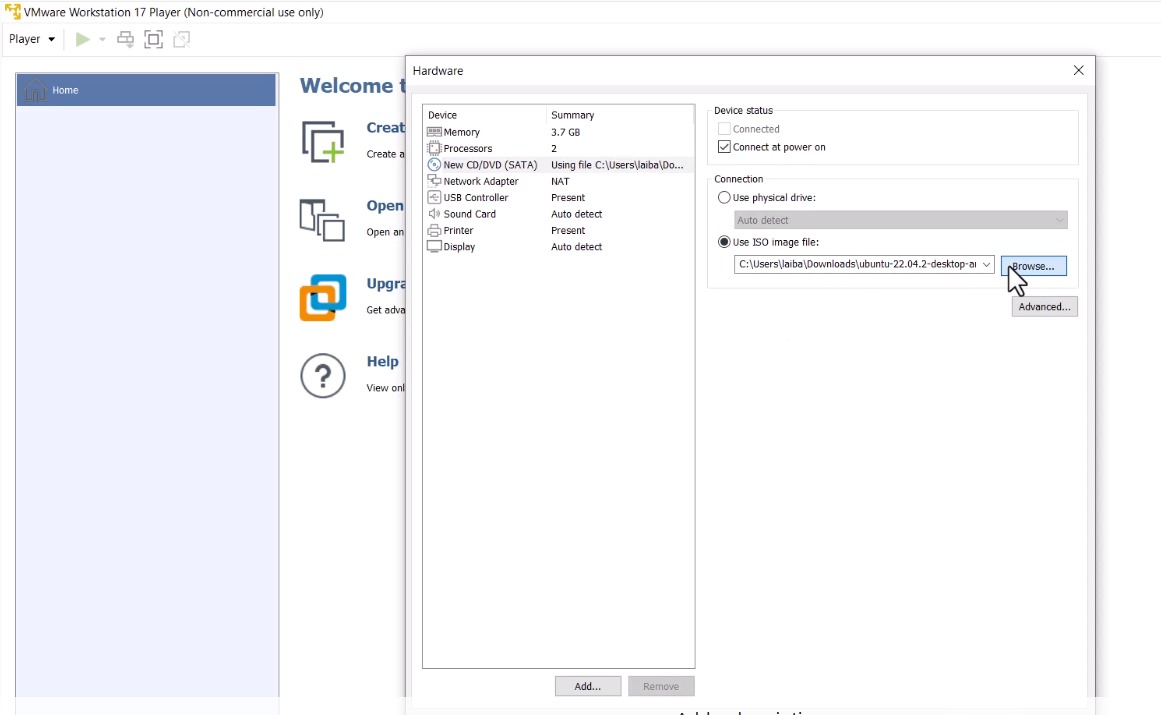 VMware Workstation 17 Player (Non-commercial use only)
Player
Home
Welcome t
Creat
Create a
Open
Open an
Upgra
Get adva
Help
View onl
?
Hardware
Device Summary
Memory 3.7 GB
Processors 2
New CD/DVD (SATA) Using file C:\Users\laiba\Do...
Network Adapter NAT
USB Controller Present
Sound Card Auto detect
Printer Present
Display Auto detect
Add...
Remove
Device status
Connected
Connect at power on
Connection
Use physical drive:
Auto detect
Use ISO image file:
C:\Users\laiba\Downloads\ubuntu-22.04.2-desktop-ar
Browse...
Advanced...